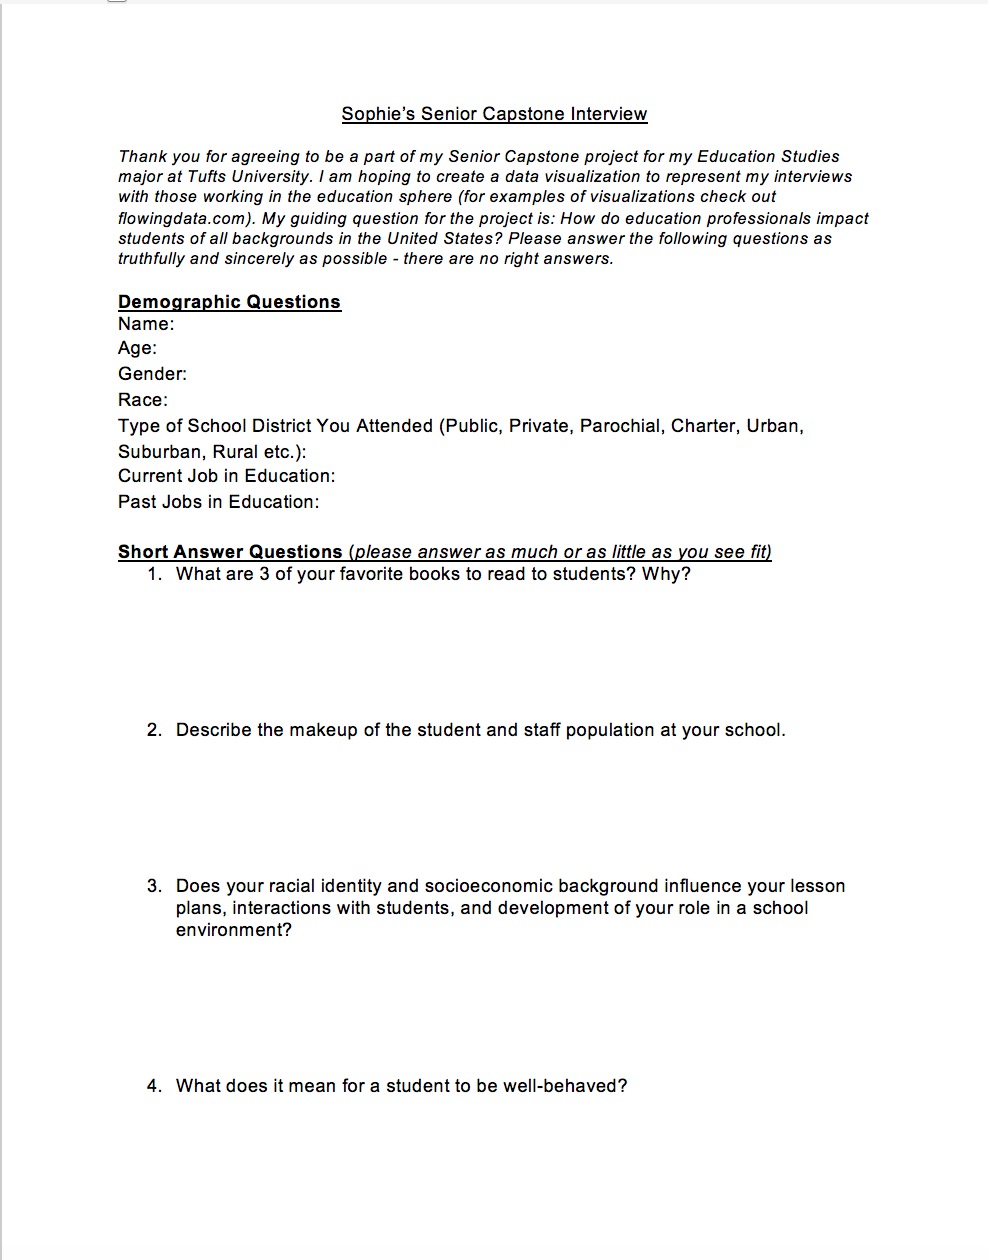 Sophie's Senior Capstone Interview
Thank you for agreeing to be a part of my Senior Capstone project for my Education Studies
major at Tufts University. I am hoping to create a data visualization to represent my interviews
with those working in the education sphere (for examples of visualizations check out
flowingdata.com). My guiding question for the project is: How do education professionals impact
students of all backgrounds in the United States? Please answer the following questions as
truthfully and sincerely as possible - there are no right answers.
Demographic Questions
Name:
Age:
Gender:
Race:
Type of School District You Attended (Public, Private, Parochial, Charter, Urban,
Suburban, Rural etc.):
Current Job in Education:
Past Jobs in Education:
Short Answer Questions (please answer as much or as little as you see fit)
1. What are 3 of your favorite books to read to students? Why?
2. Describe the makeup of the student and staff population at your school.
3. Does your racial identity and socioeconomic background influence your lesson
plans, interactions with students, and development of your role in a school
environment?
4. What does it mean for a student to be well-behaved?